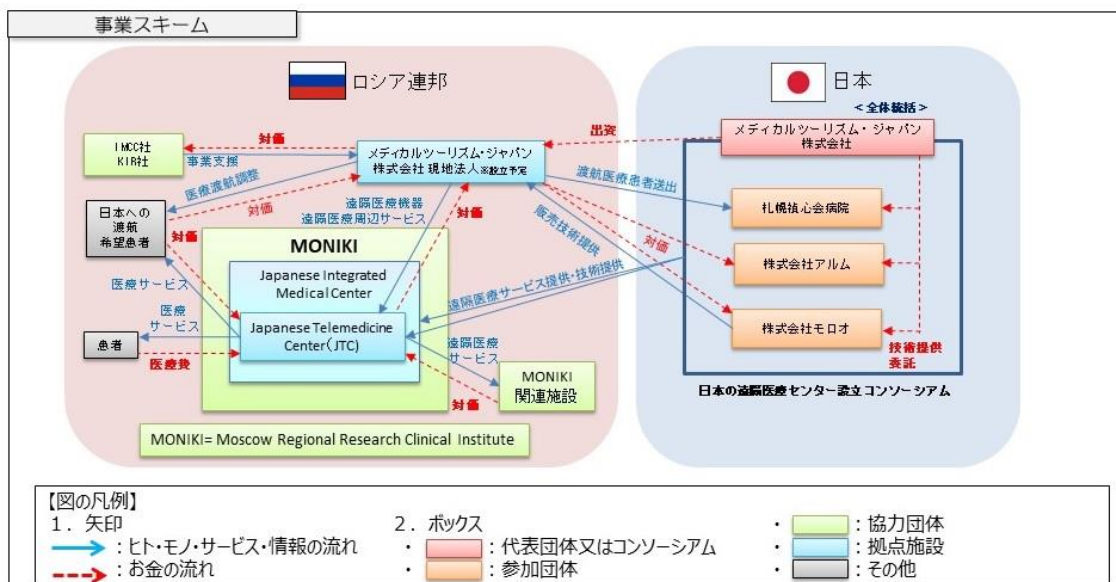 事業スキーム
ロシア連邦
日本
<全体統括>
IMCC社
KIR社
対価
事業支援
出資
メディカルツーリズム・ジャパン
株式会社
メディカルツーリズム・ジャパン
株式会社 現地法人※設立予定
医療渡航調整
対価
渡航医療患者送出
日本への
渡航
希望患者
対価
遠隔医療機器
遠隔医療周辺サービス
対価
販売技術提供
対価
札幌禎心会病院
MONIKI
Japanese Integrated
Medical Center
株式会社アルム
医療サービス
遠隔医療サービス提供・技術提供
医療
サービス
Japanese Telemedicine
Center(JTC)
株式会社モロオ
患者
医療費
遠隔医療
サービス
技術提供
委託
対価
MONIKI
関連施設
日本の遠隔医療センター設立コンソーシアム
MONIKI= Moscow Regional Research Clinical Institute
【図の凡例】
1．矢印
：ヒト・モノ・サービス・情報の流れ
：お金の流れ
2．ボックス
・ ：代表団体又はコンソーシアム
・ ：参加団体
・ ：協力団体
・ ：拠点施設
・ ：その他